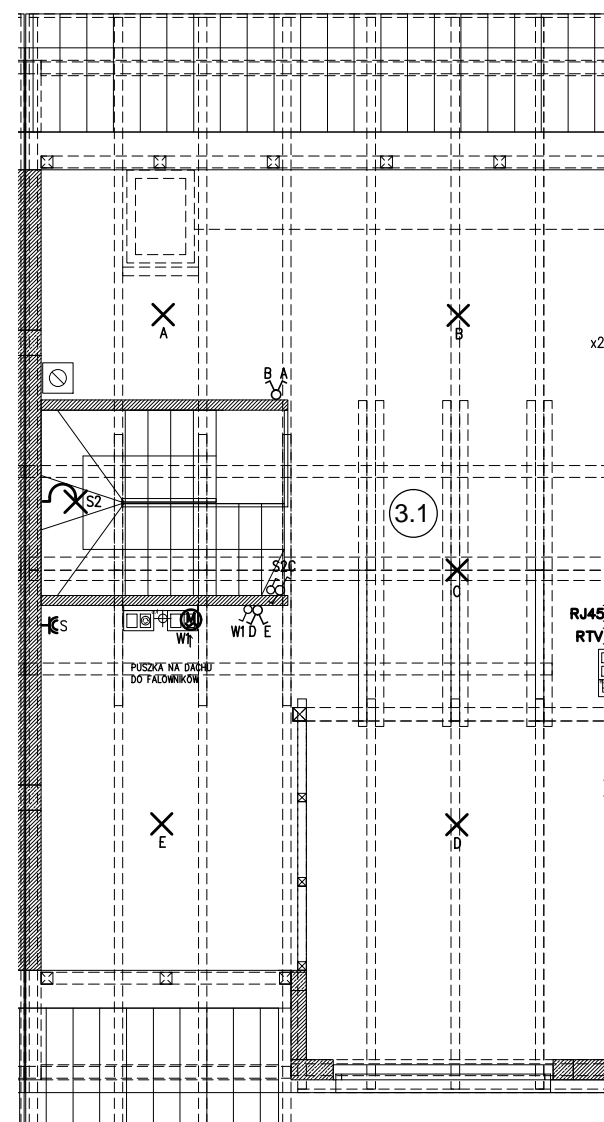 A
B
x2
B A
S2
3.1
S2C
C
S
M
W1
W1 D E
RJ45
RTV
PUSZKA NA DACHU
DO FALOWNIKÓW
E
D